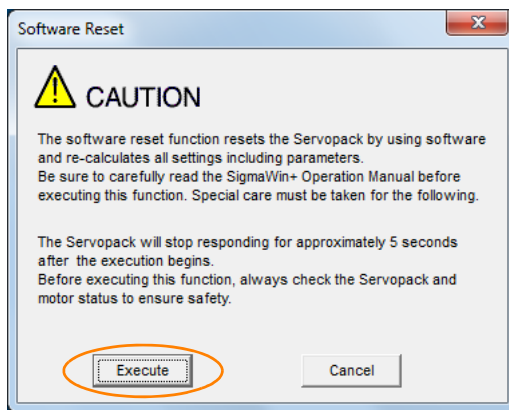 Software Reset
CAUTION
The software reset function resets the Servopack by using software
and re-calculates all settings including parameters.
Be sure to carefully read the SigmaWin+ Operation Manual before
executing this function. Special care must be taken for the following.
The Servopack will stop responding for approximately 5 seconds
after the execution begins.
Before executing this function, always check the Servopack and
motor status to ensure safety.
Execute
Cancel